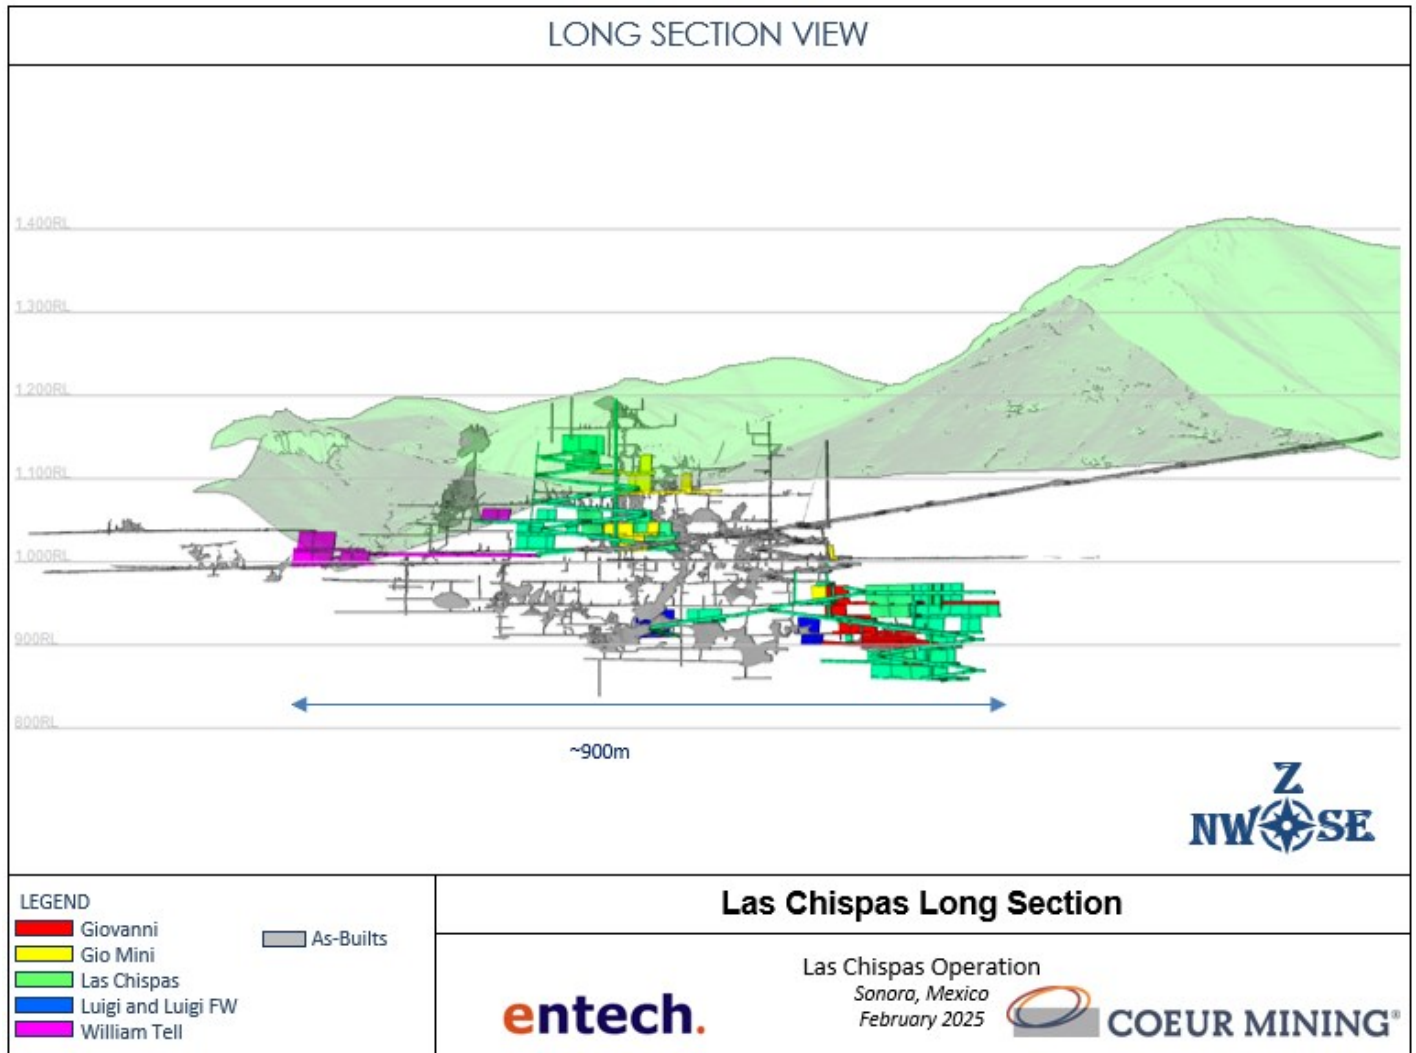 LONG SECTION VIEW
1,400RL
1,300RL
1,200RL
1,100RL
1,000RL
900RL
800RL
~900m
Z
NW SE
LEGEND
Giovanni
Gio Mini
Las Chispas
Luigi and Luigi FW
William Tell
As-Builts
Las Chispas Long Section
entech.
Las Chispas Operation
Sonora, Mexico
February 2025
COEUR MINING®